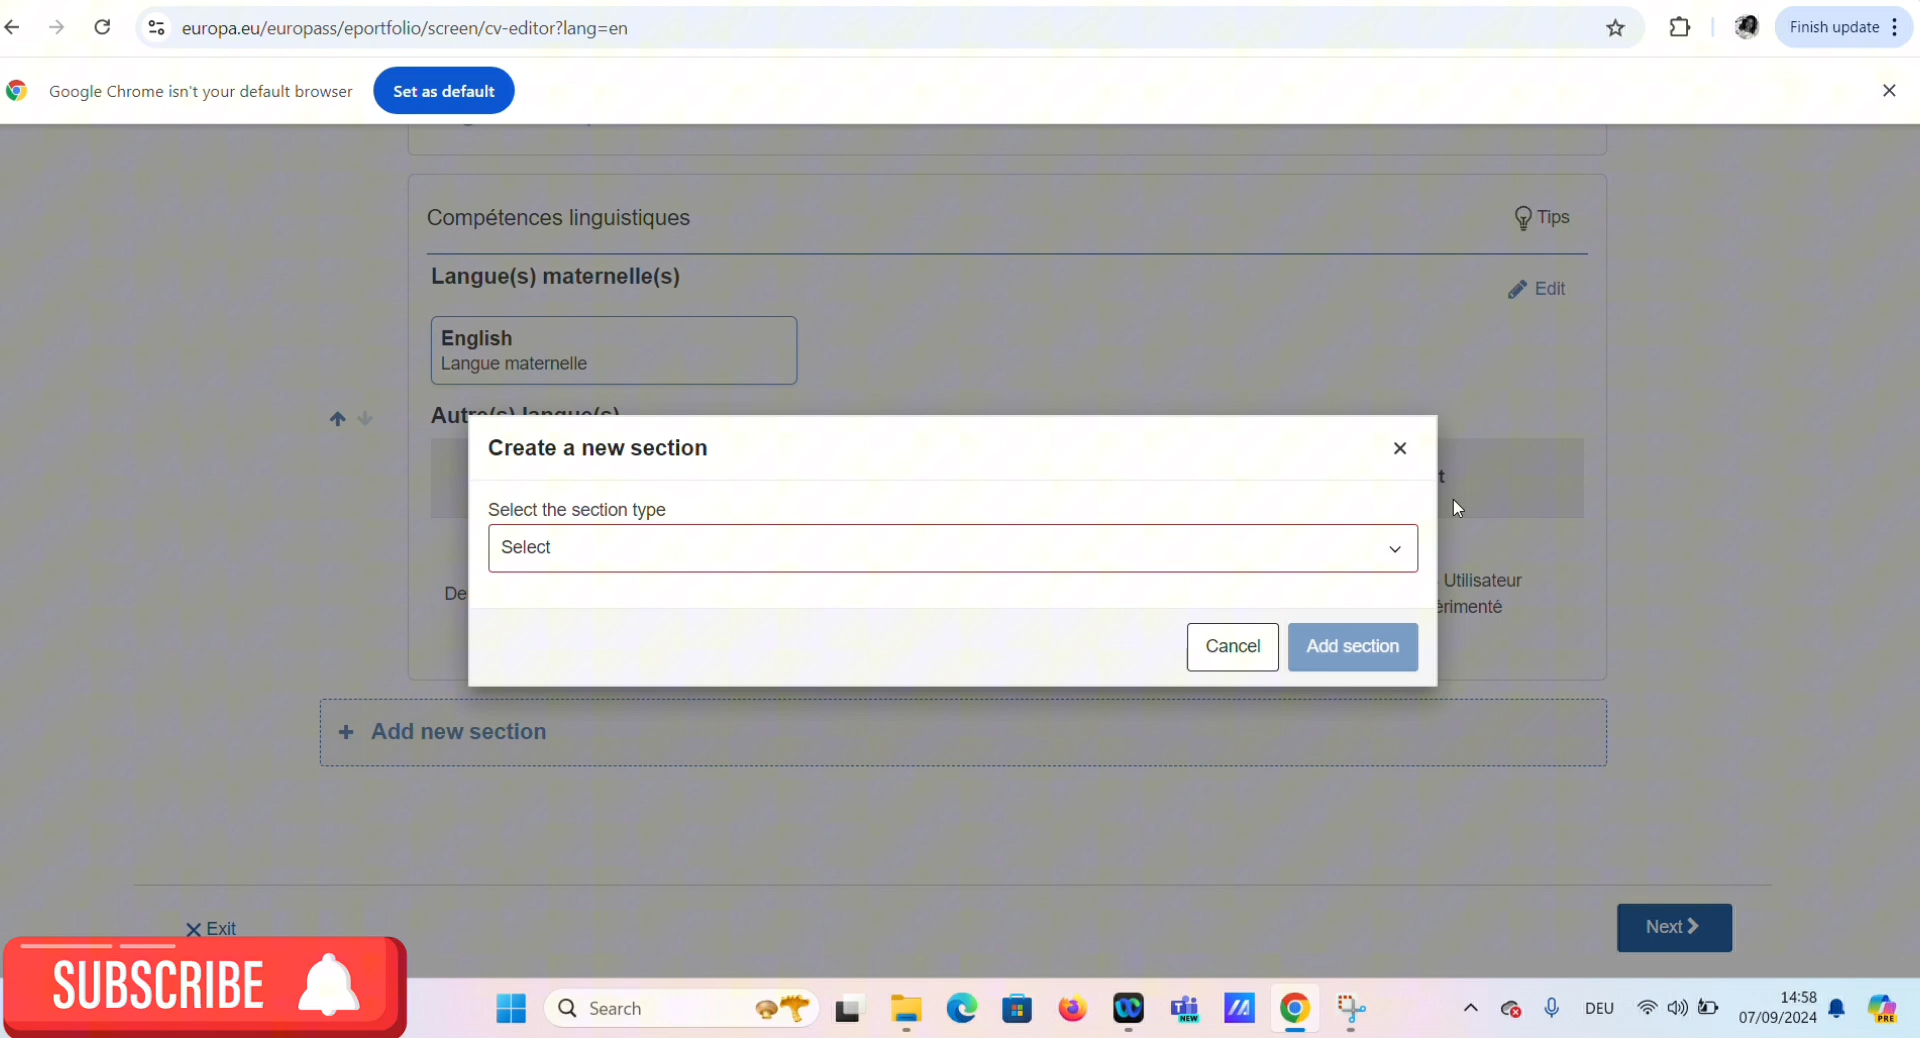 europa.eu/europass/eportfolio/screen/cv-editor?lang=en
Finish update
Google Chrome isn't your default browser
Set as default
Compétences linguistiques
Tips
Langue(s) maternelle(s)
Edit
English
Langue maternelle
Autre(s) langue(s)
Create a new section
t
Select the section type
Select
Utilisateur
De
érimenté
Cancel
Add section
+ Add new section
Exit
Next
SUBSCRIBE
Search
NEW
DEU
14:58
07/09/2024
PRE